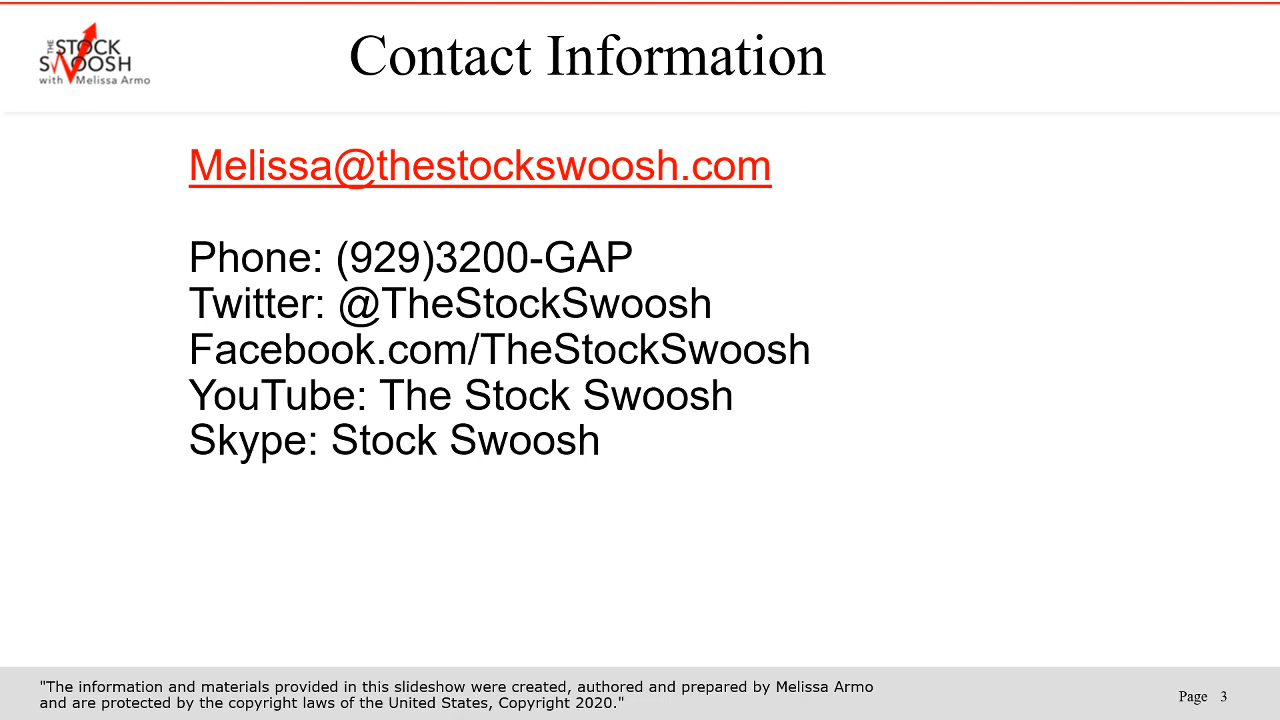 THE STOCK
SWOOSH
with Melissa Armo
Contact Information
Melissa@thestockswoosh.com
Phone: (929)3200-GAP
Twitter: @TheStockSwoosh
Facebook.com/TheStockSwoosh
YouTube: The Stock Swoosh
Skype: Stock Swoosh
"The information and materials provided in this slideshow were created, authored and prepared by Melissa Armo
and are protected by the copyright laws of the United States, Copyright 2020."
Page 3